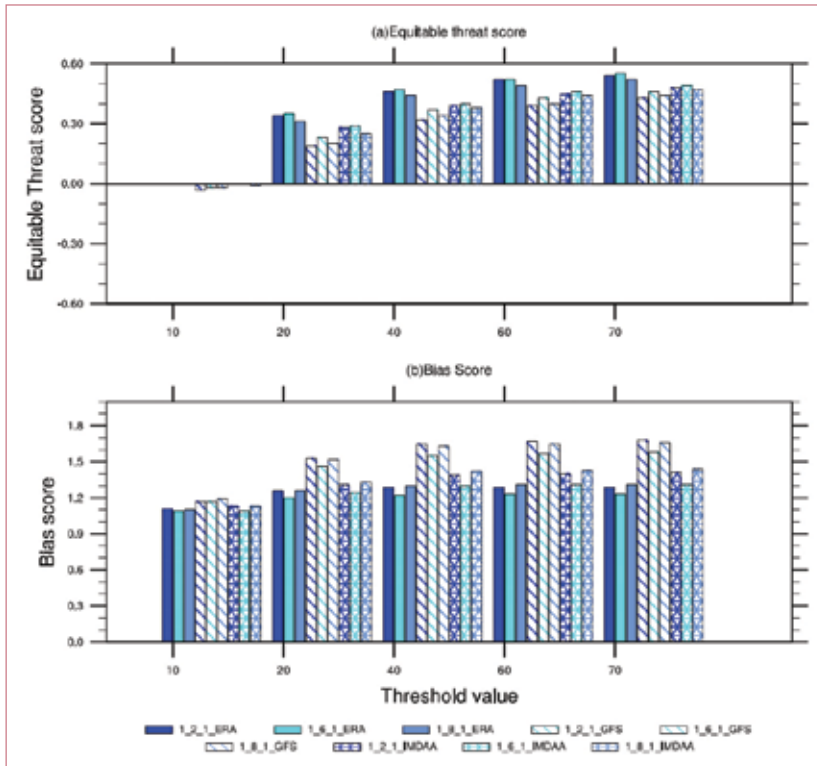 (a)Equitable threat score
0.60
0.30
0.00
-0.30
-0.60
Equitable Threat score
10 20 40 60 70
(b)Bias Score
1.8
1.5
1.2
0.9
0.6
0.3
0.0
Bias score
10 20 40 60 70
Threshold value
1_2_1_ERA 1_6_1_ERA 1_8_1_ERA 1_2_1_GFS 1_6_1_GFS
1_8_1_GFS 1_2_1_IMDAA 1_6_1_IMDAA 1_8_1_IMDAA